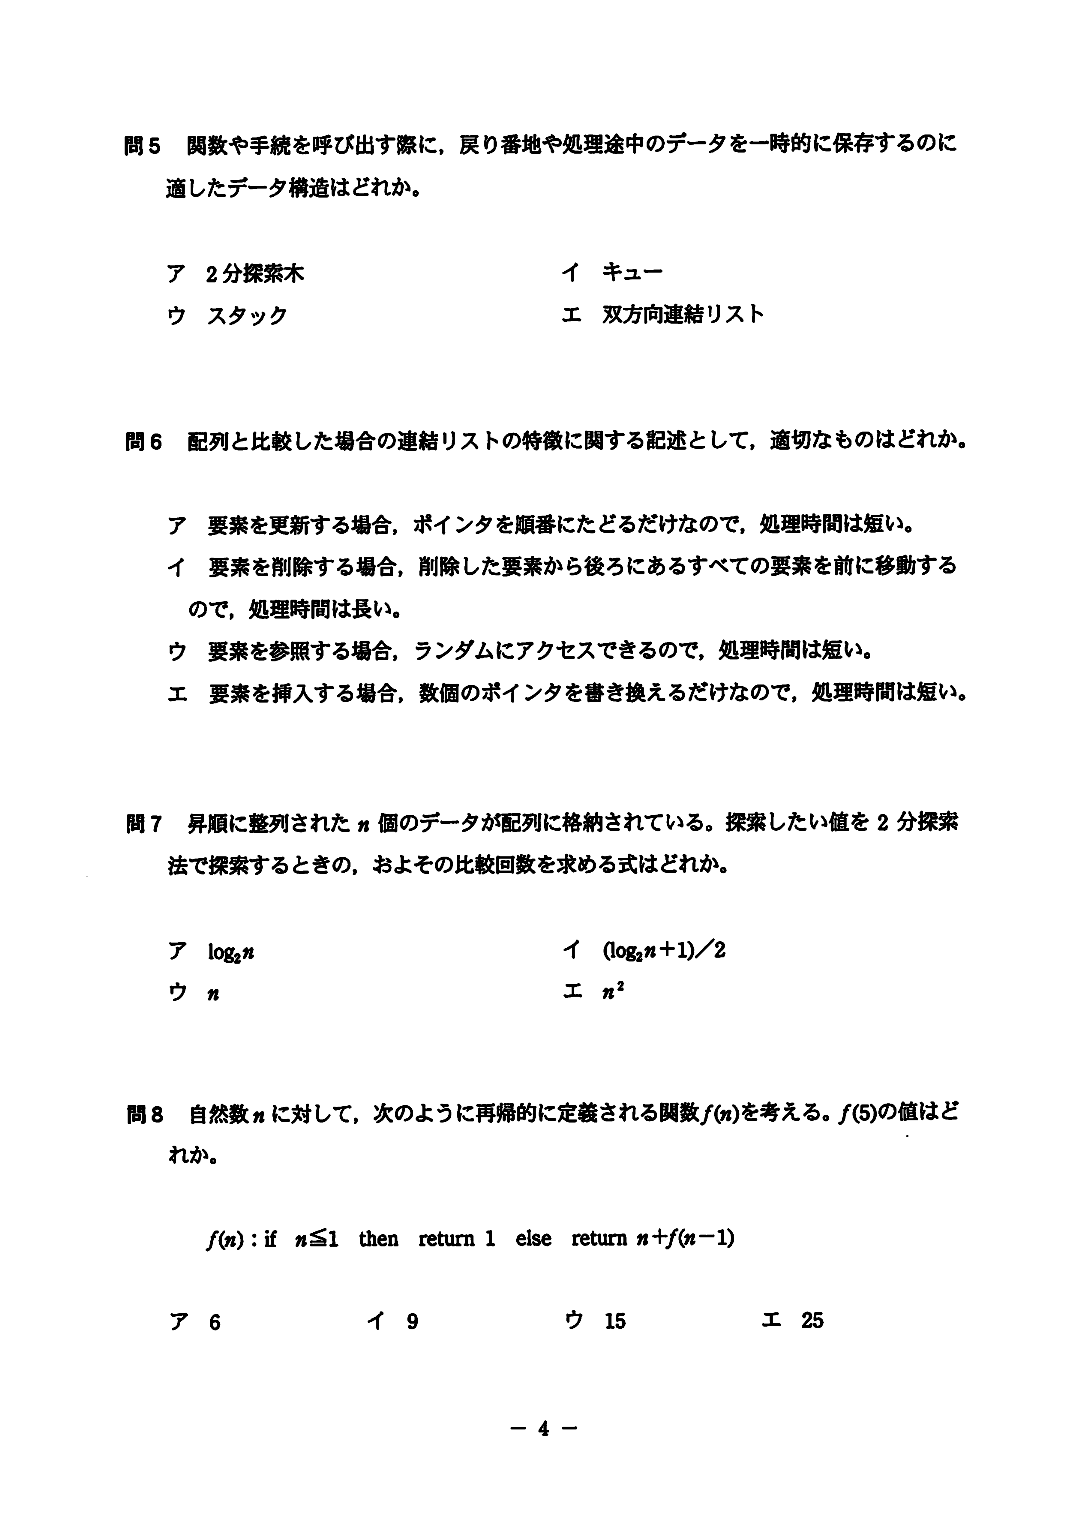 問5 関数や手続を呼び出す際に，戻り番地や処理途中のデータを一時的に保存するのに
適したデータ構造はどれか。
ア 2分探索木 イ キュー
ウ スタック エ 双方向連結リスト
問6 配列と比較した場合の連結リストの特徴に関する記述として，適切なものはどれか。
ア 要素を更新する場合，ポインタを順番にたどるだけなので，処理時間は短い。
イ 要素を削除する場合，削除した要素から後ろにあるすべての要素を前に移動する
ので，処理時間は長い。
ウ 要素を参照する場合，ランダムにアクセスできるので，処理時間は短い。
エ 要素を挿入する場合，数個のポインタを書き換えるだけなので，処理時間は短い。
問7 昇順に整列された n 個のデータが配列に格納されている。探索したい値を 2 分探索
法で探索するときの，およその比較回数を求める式はどれか。
ア log₂n イ (log₂n＋1)／2
ウ n エ n²
問8 自然数 n に対して，次のように再帰的に定義される関数 f(n)を考える。f(5)の値はど
れか。
f(n)：if n≦1 then return 1 else return n＋f(n－1)
ア 6 イ 9 ウ 15 エ 25
－ 4 －